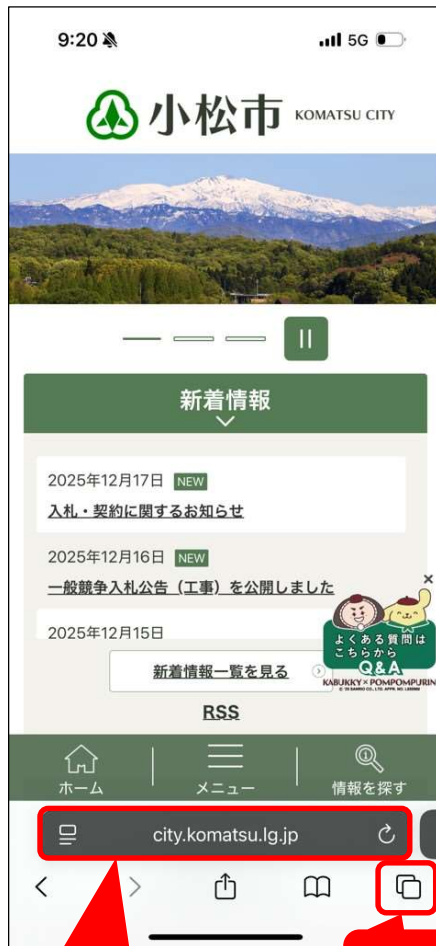 9:20 5G
小松市 KOMATSU CITY
新着情報
2025年12月17日 NEW
入札・契約に関するお知らせ
2025年12月16日 NEW
一般競争入札公告（工事）を公開しました
2025年12月15日
よくある質問は
こちらから
Q&A
KABUKKY×POMPOMPURIN
新着情報一覧を見る
RSS
ホーム メニュー 情報を探す
city.komatsu.lg.jp